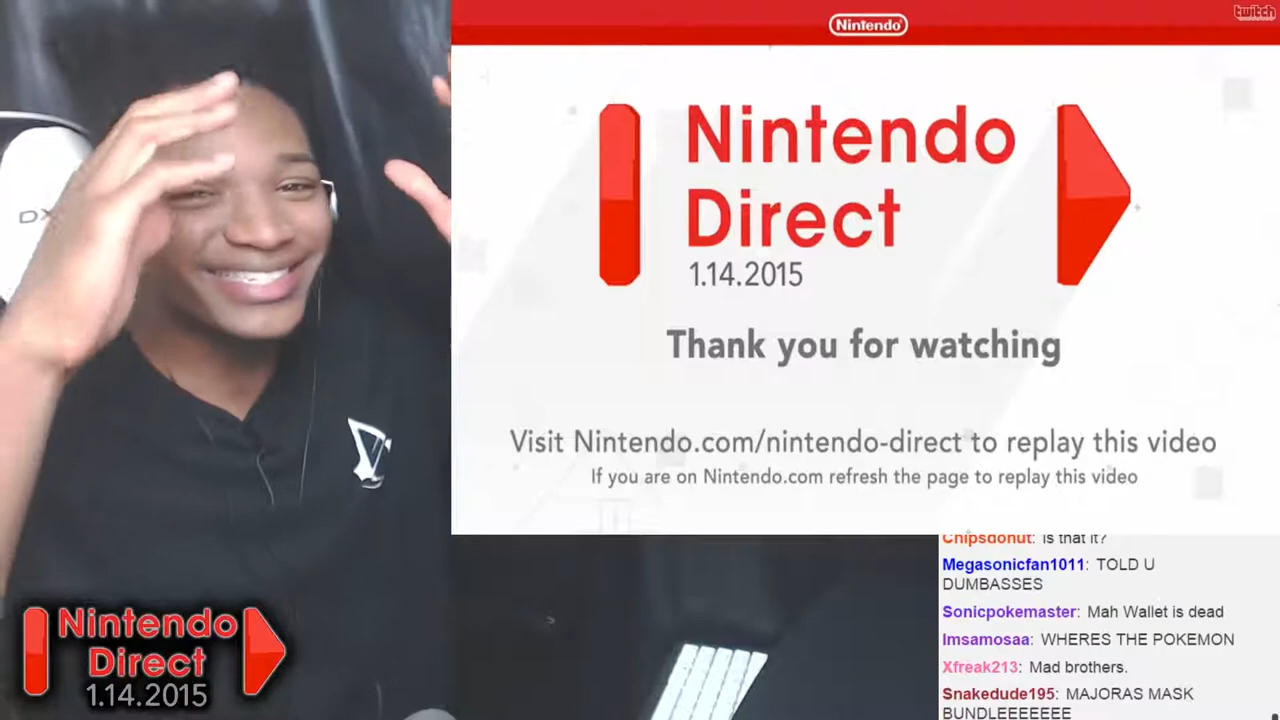 Nintendo
twitch
Nintendo
Direct
1.14.2015
Thank you for watching
Visit Nintendo.com/nintendo-direct to replay this video
If you are on Nintendo.com refresh the page to replay this video
DX
Chipsdonut: Is that it?
Megasonicfan1011: TOLD U
DUMBASSES
Sonicpokemaster: Mah Wallet is dead
Imsamosaa: WHERES THE POKEMON
Xfreak213: Mad brothers.
Snakedude195: MAJORAS MASK
BUNDLEEEEEEE
Nintendo
Direct
1.14.2015